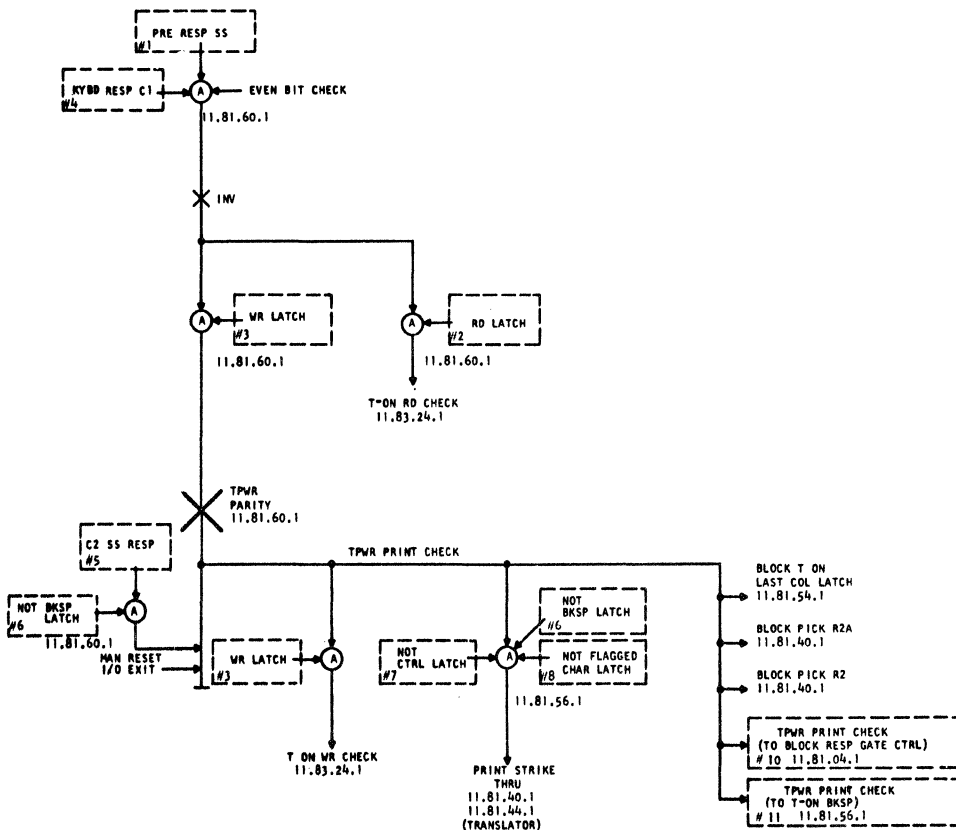 PRE RESP SS
#1
KYBD RESP C1
#4
A
EVEN BIT CHECK
11.81.60.1
INV
A
WR LATCH
#3
11.81.60.1
A
RD LATCH
#2
11.81.60.1
T-ON RD CHECK
11.83.24.1
TPWR
PARITY
11.81.60.1
C2 SS RESP
#5
NOT BKSP
LATCH
#6
A
11.81.60.1
MAN RESET
I/O EXIT
TPWR PRINT CHECK
WR LATCH
#3
A
T ON WR CHECK
11.83.24.1
NOT
BKSP LATCH
#6
NOT
CTRL LATCH
#7
A
NOT FLAGGED
CHAR LATCH
#8
11.81.56.1
PRINT STRIKE
THRU
11.81.40.1
11.81.44.1
(TRANSLATOR)
BLOCK T ON
LAST COL LATCH
11.81.54.1
BLOCK PICK R2A
11.81.40.1
BLOCK PICK R2
11.81.40.1
TPWR PRINT CHECK
(TO BLOCK RESP GATE CTRL)
# 10 11.81.04.1
TPWR PRINT CHECK
(TO T-ON BKSP)
# 11 11.81.56.1